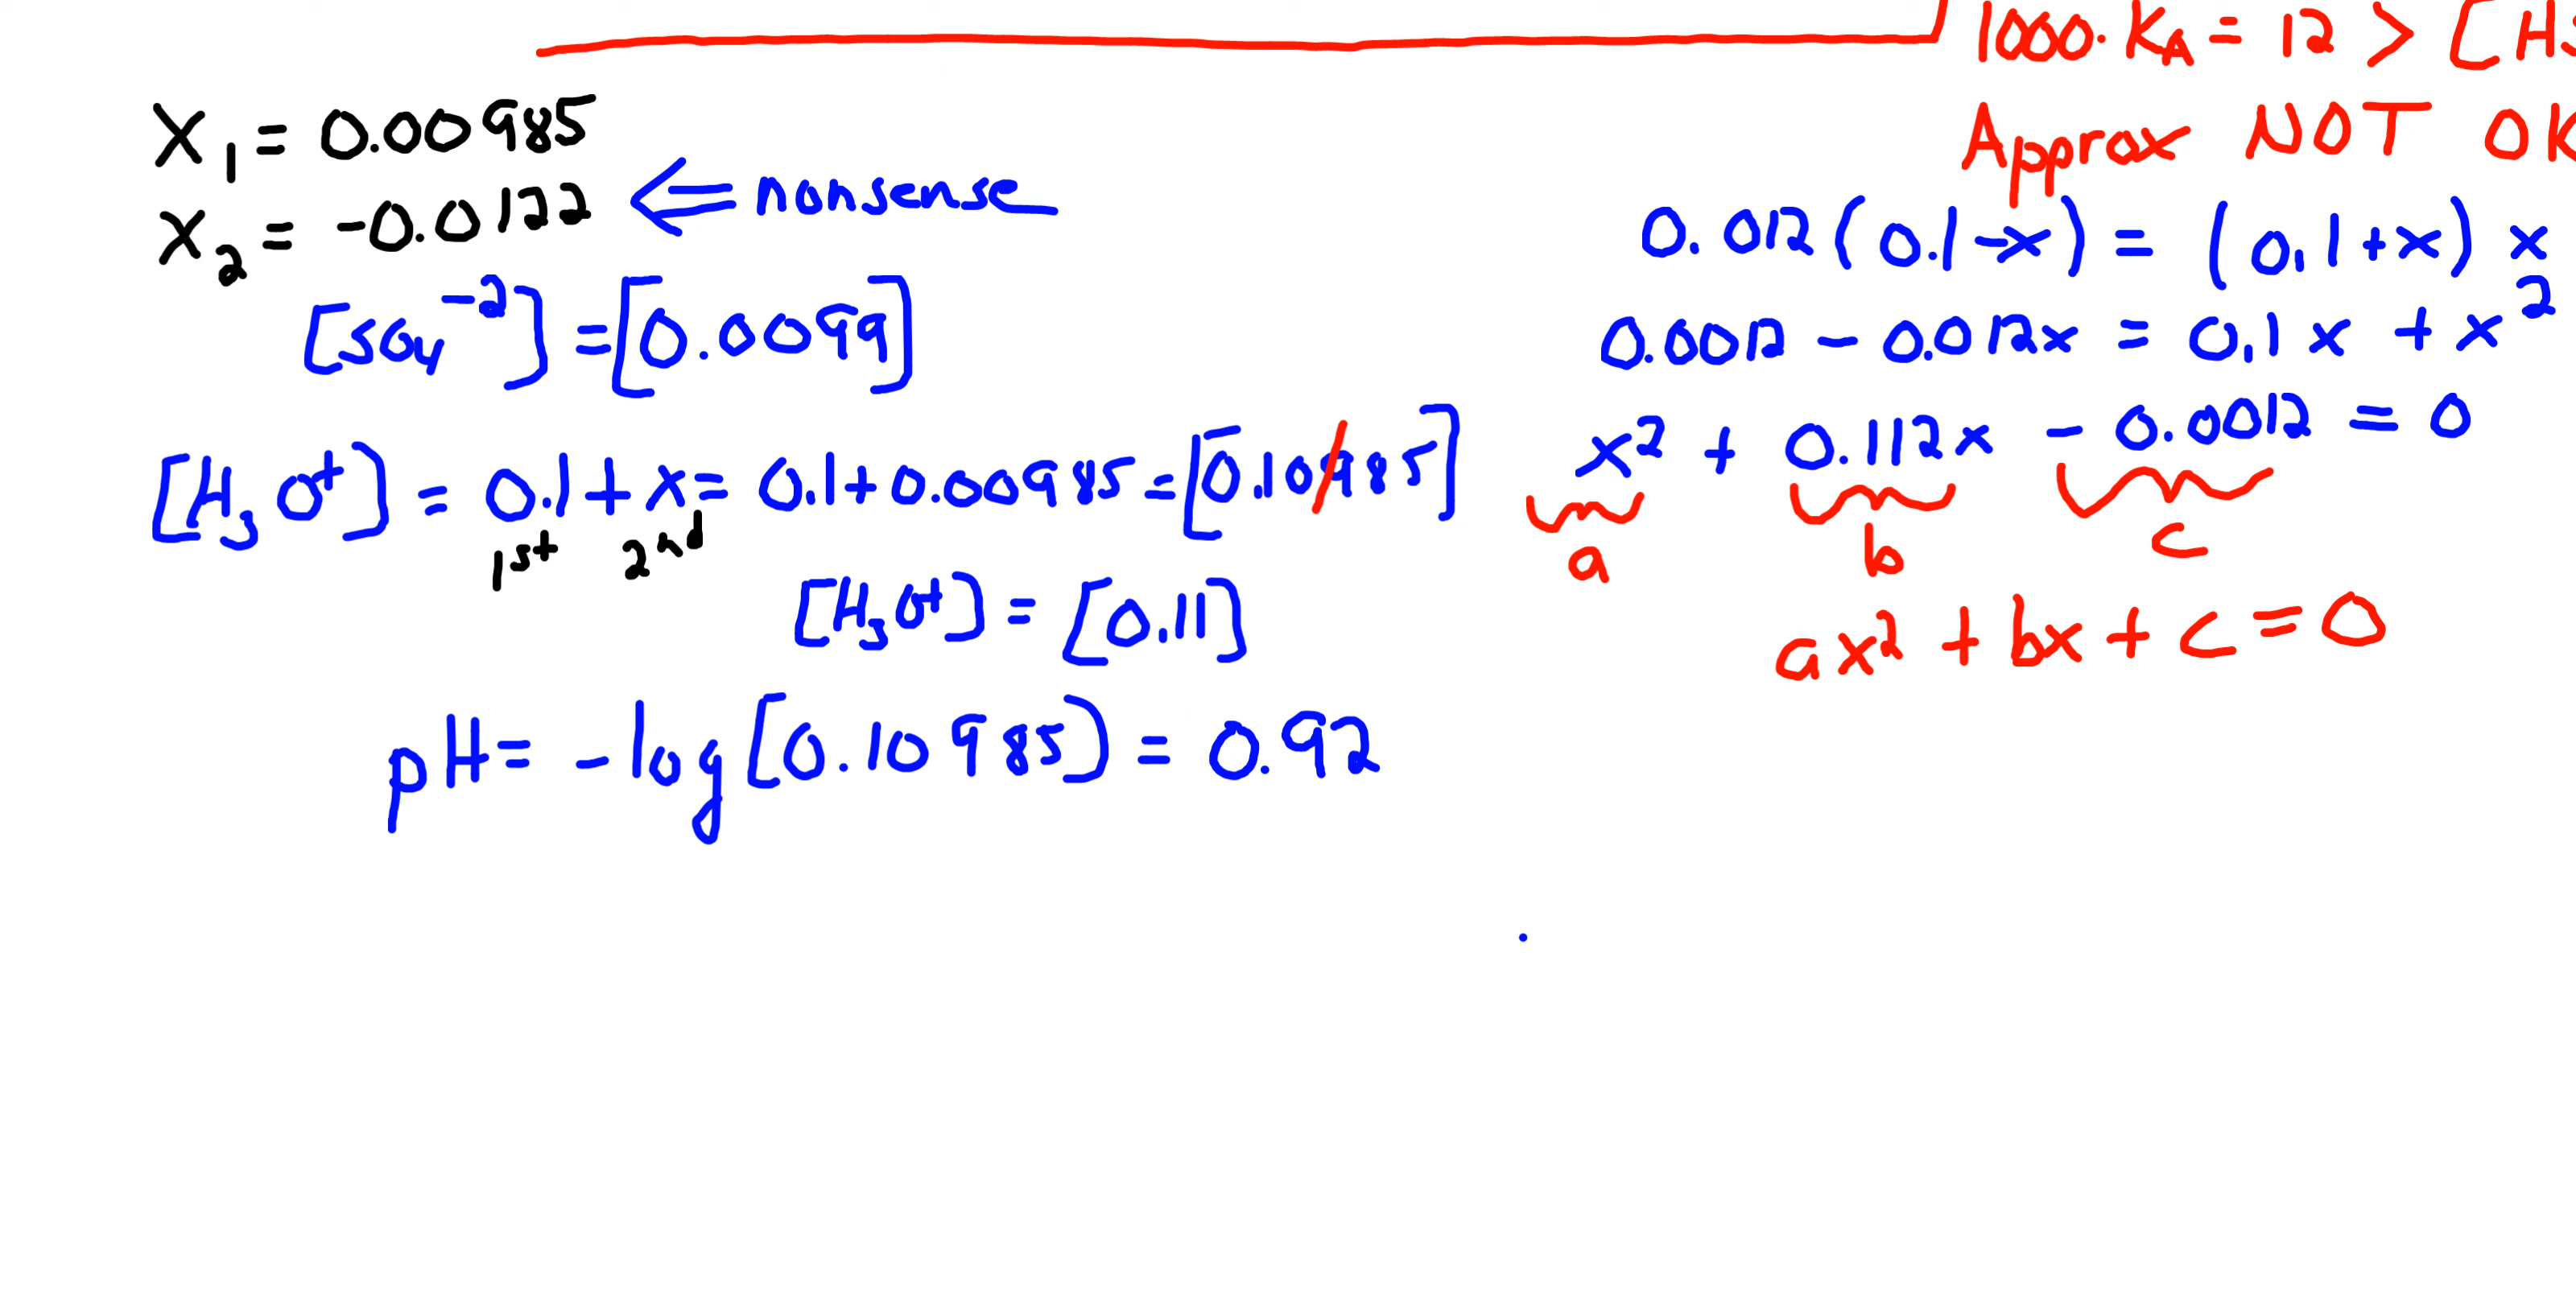 1000·KA = 12 > [H
Approx NOT OK
X1 = 0.00985
X2 = -0.0122 ⇐ nonsense
0.012(0.1-x) = (0.1+x)x
[SO4^-2] = [0.0099]
0.0012 - 0.012x = 0.1x + x^2
x^2 + 0.112x - 0.0012 = 0
a b c
[H3O+] = 0.1 + x = 0.1 + 0.00985 = [0.10985]
1st 2nd
[H3O+] = [0.11]
ax^2 + bx + c = 0
pH = -log[0.10985) = 0.92